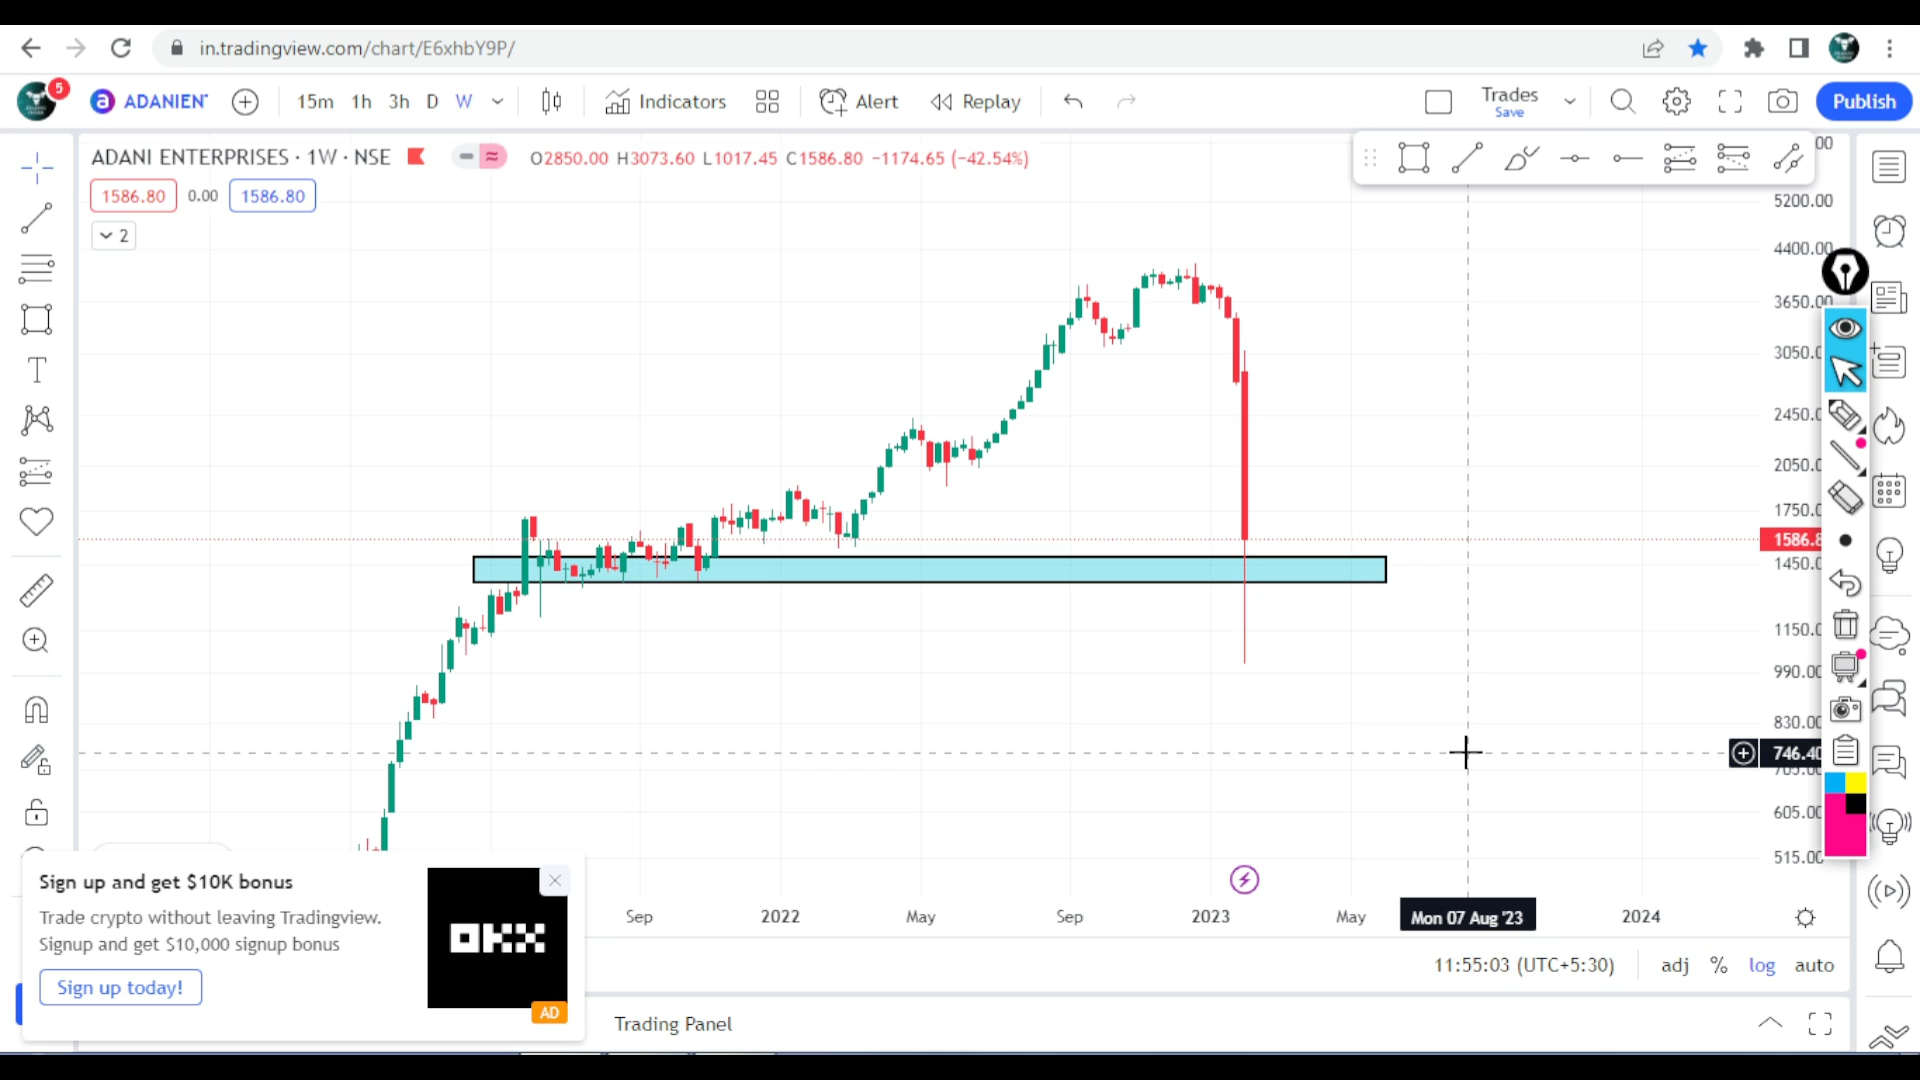 in.tradingview.com/chart/E6xhbY9P/
5
ADANIENT
15m 1h 3h D W
Indicators
Alert
Replay
Trades
Save
Publish
ADANI ENTERPRISES · 1W · NSE
O2850.00 H3073.60 L1017.45 C1586.80 −1174.65 (−42.54%)
1586.80 0.00 1586.80
2
5200.00
4400.00
3650.00
3050.0
2450.0
2050.0
1750.0
1586.8
1450.0
1150.0
990.00
830.00
746.40
605.00
515.00
Sep 2022 May Sep 2023 May Mon 07 Aug '23 2024
11:55:03 (UTC+5:30) adj % log auto
Sign up and get $10K bonus
Trade crypto without leaving Tradingview.
Signup and get $10,000 signup bonus
Sign up today!
OKX
AD
Trading Panel